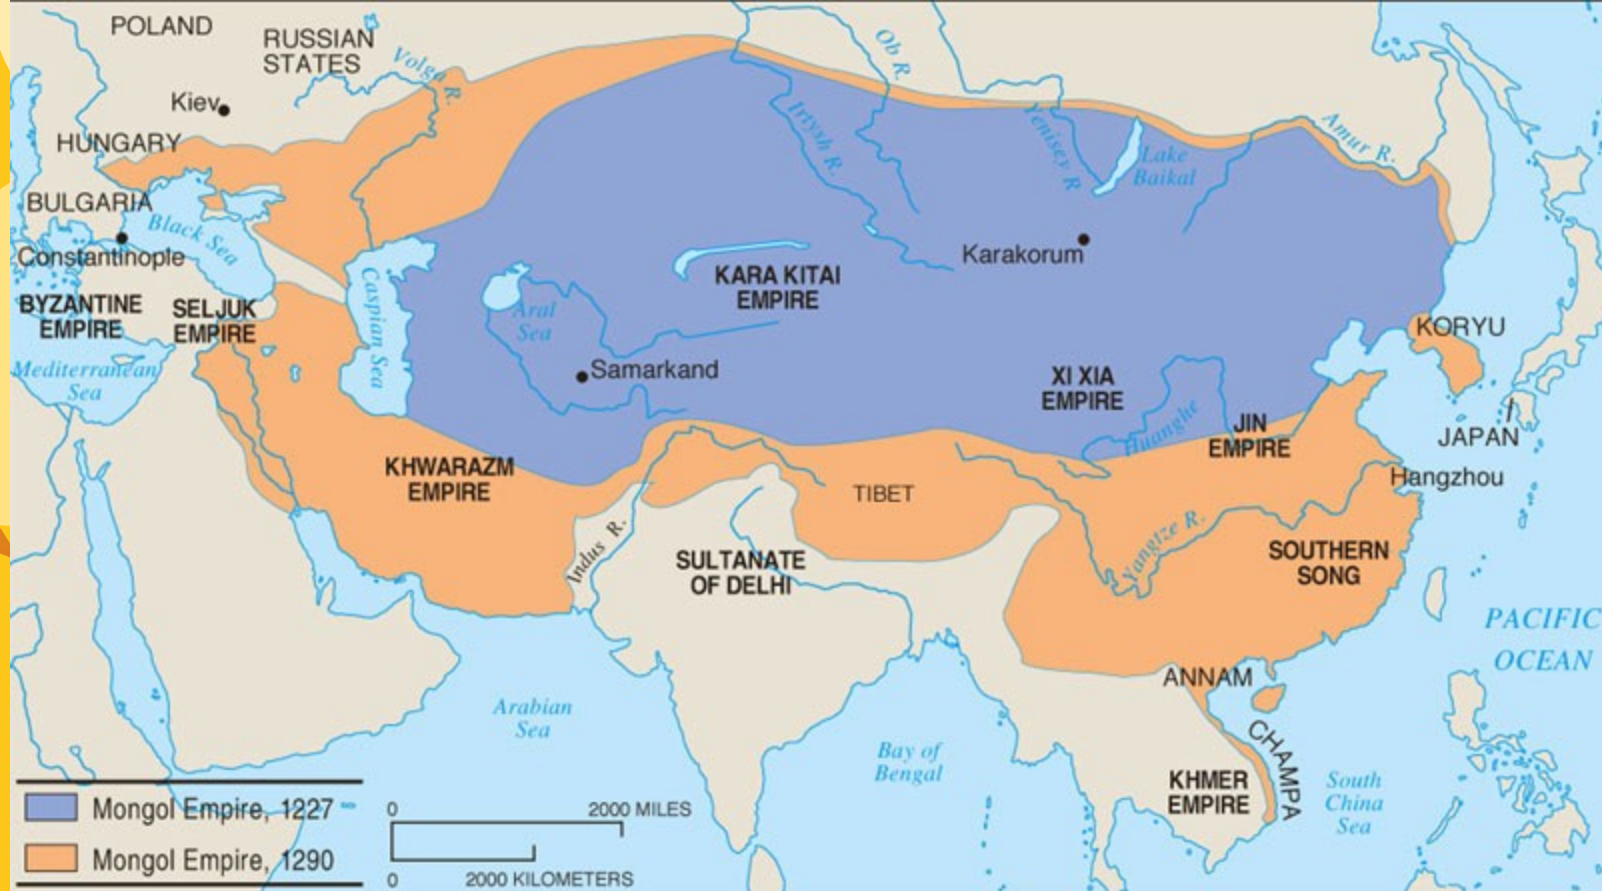 POLAND
RUSSIAN
STATES
Volga R.
Ob R.
Kiev
Irtysh R.
Yenisey R
Lake
Baikal
Amur R.
HUNGARY
BULGARIA
Black Sea
Constantinople
Karakorum
BYZANTINE
EMPIRE
SELJUK
EMPIRE
Caspian Sea
Aral
Sea
KARA KITAI
EMPIRE
KORYU
Mediterranean
Sea
Samarkand
XI XIA
EMPIRE
Huanghe
JIN
EMPIRE
JAPAN
KHWARAZM
EMPIRE
TIBET
Hangzhou
Indus R.
SULTANATE
OF DELHI
Yangtze R.
SOUTHERN
SONG
PACIFIC
OCEAN
ANNAM
CHAMPA
Arabian
Sea
Bay of
Bengal
KHMER
EMPIRE
South
China
Sea
Mongol Empire, 1227
Mongol Empire, 1290
0 2000 MILES
0 2000 KILOMETERS